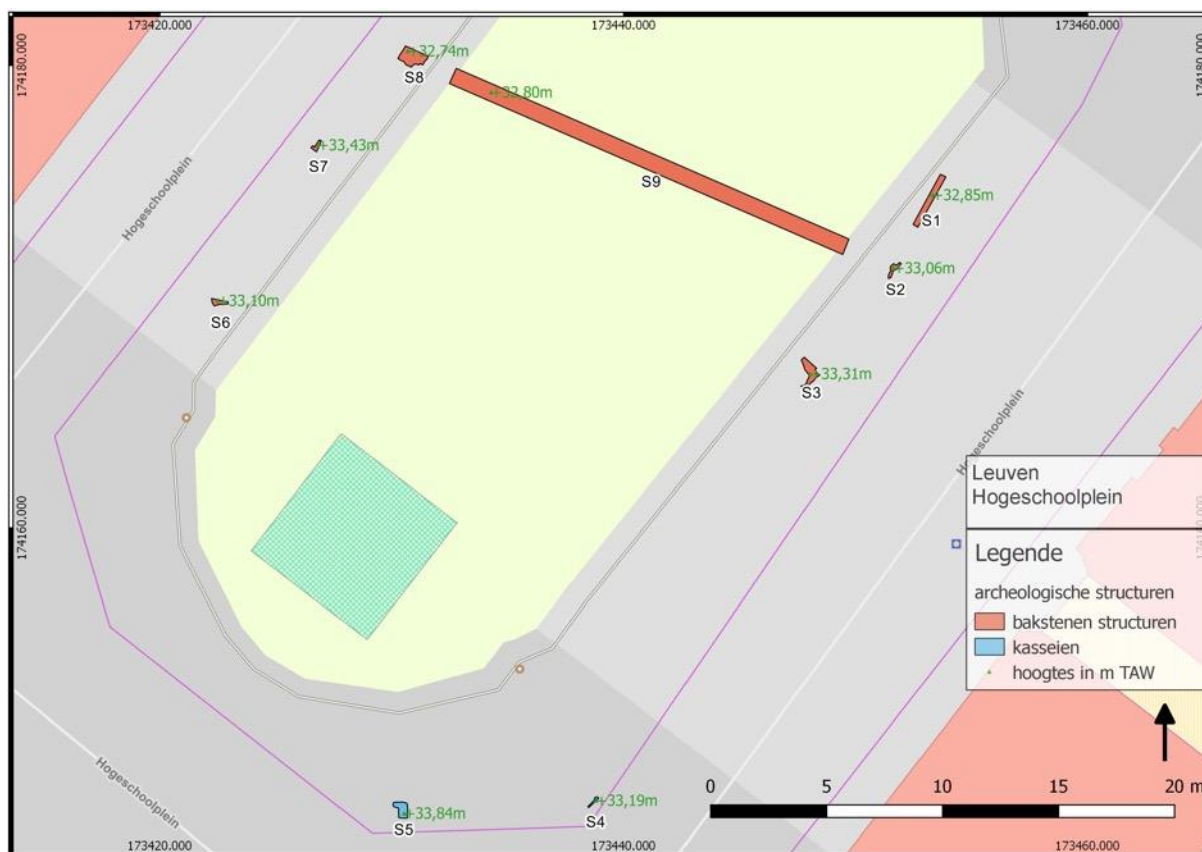 173420.000
173440.000
173460.000
174180.000
174180.000
+32,74m
S8
+32,80m
+33,43m
S7
S9
+32,85m
S1
Hogeschoolplein
+33,06m
S2
+33,10m
S6
+33,31m
S3
Hogeschoolplein
Leuven
Hogeschoolplein
174160.000
174160.000
Legende
archeologische structuren
bakstenen structuren
kasseien
hoogtes in m TAW
Hogeschoolplein
0 5 10 15 20 m
+33,84m
S5
+33,19m
S4
173420.000
173440.000
173460.000